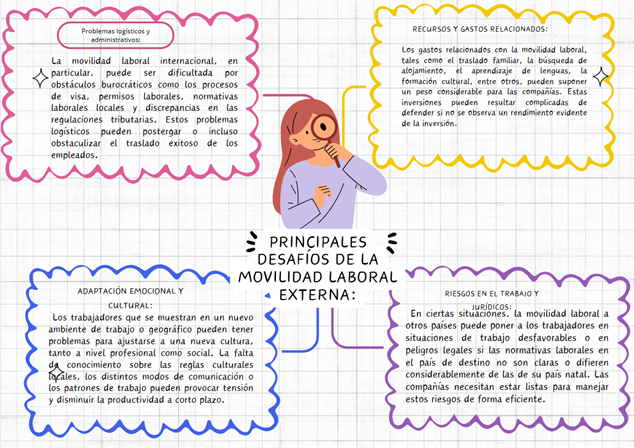 Problemas logísticos y
administrativos:
La movilidad laboral internacional, en
particular, puede ser dificultada por
obstáculos burocráticos como los procesos
de visa, permisos laborales, normativas
laborales locales y discrepancias en las
regulaciones tributarias. Estos problemas
logísticos pueden postergar o incluso
obstaculizar el traslado exitoso de los
empleados.
RECURSOS Y GASTOS RELACIONADOS:
Los gastos relacionados con la movilidad laboral,
tales como el traslado familiar, la búsqueda de
alojamiento, el aprendizaje de lenguas, la
formación cultural, entre otros, pueden suponer
un peso considerable para las compañías. Estas
inversiones pueden resultar complicadas de
defender si no se observa un rendimiento evidente
de la inversión.
PRINCIPALES
DESAFÍOS DE LA
MOVILIDAD LABORAL
EXTERNA:
ADAPTACIÓN EMOCIONAL Y
CULTURAL:
Los trabajadores que se muestran en un nuevo
ambiente de trabajo o geográfico pueden tener
problemas para ajustarse a una nueva cultura,
tanto a nivel profesional como social. La falta
de conocimiento sobre las reglas culturales
locales, los distintos modos de comunicación o
los patrones de trabajo pueden provocar tensión
y disminuir la productividad a corto plazo.
RIESGOS EN EL TRABAJO Y
JURÍDICOS:
En ciertas situaciones, la movilidad laboral a
otros países puede poner a los trabajadores en
situaciones de trabajo desfavorables o en
peligros legales si las normativas laborales en
el país de destino no son claras o difieren
considerablemente de las de su país natal. Las
compañías necesitan estar listas para manejar
estos riesgos de forma eficiente.